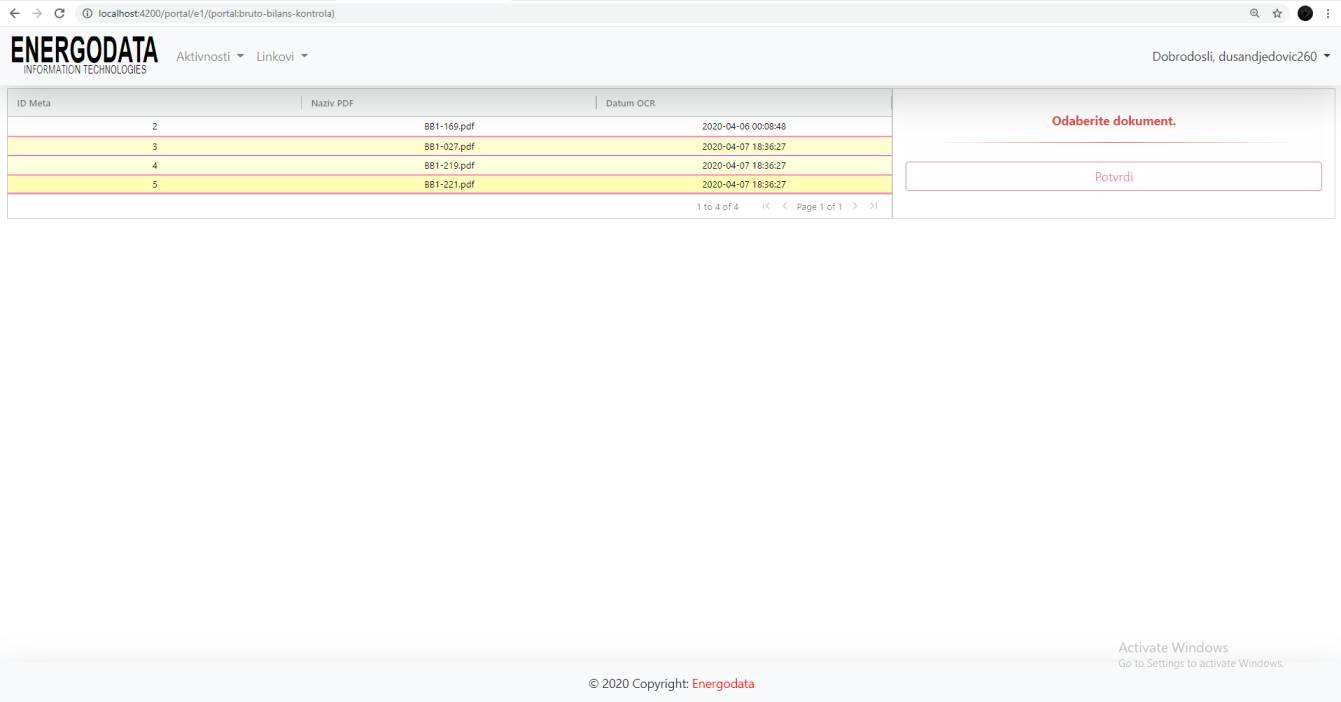 localhost:4200/portal/e1/(portal:bruto-bilans-kontrola)
ENERGODATA
INFORMATION TECHNOLOGIES
Aktivnosti Linkovi
Dobrodosli, dusandjedovic260
ID Meta Naziv PDF Datum OCR
2 BB1-169.pdf 2020-04-06 00:08:48
3 BB1-027.pdf 2020-04-07 18:36:27
4 BB1-219.pdf 2020-04-07 18:36:27
5 BB1-221.pdf 2020-04-07 18:36:27
1 to 4 of 4 Page 1 of 1
Odaberite dokument.
Potvrdi
Activate Windows
Go to Settings to activate Windows.
© 2020 Copyright: Energodata